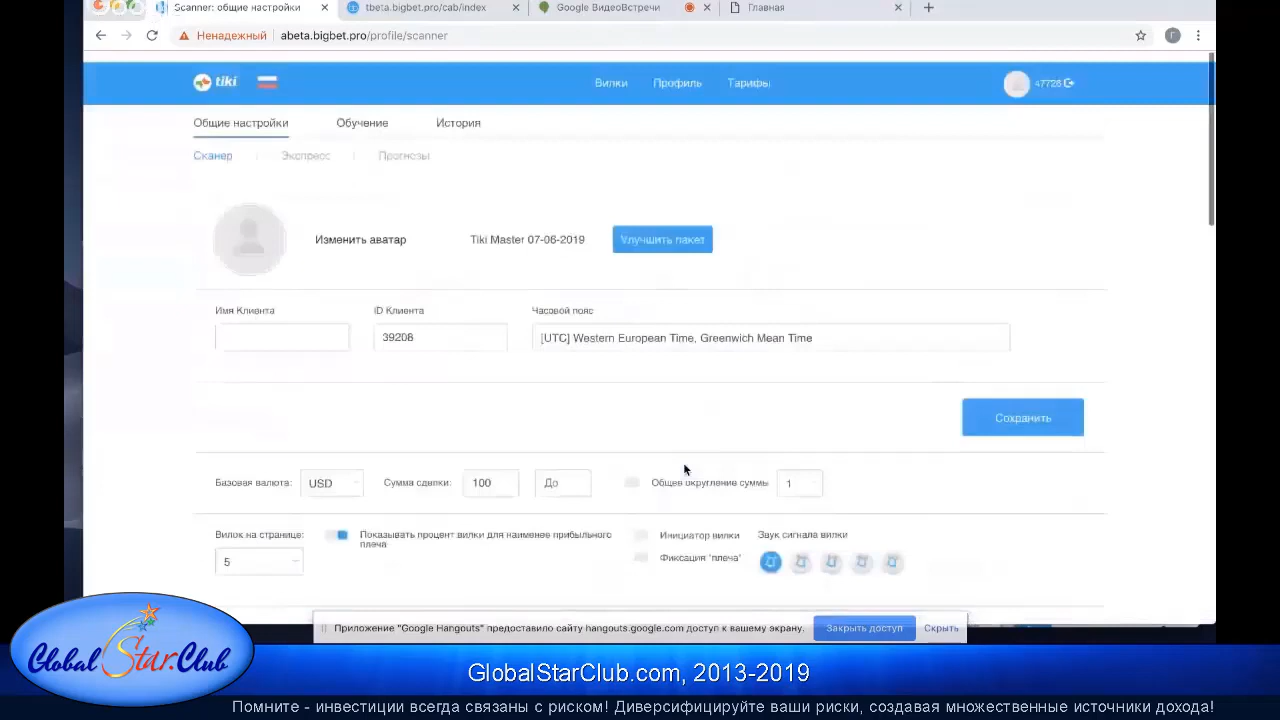 Scanner: общие настройки
tbeta.bigbet.pro/cab/index
Google ВидеоВстречи
Главная
Ненадежный abeta.bigbet.pro/profile/scanner
tiki
Вилки Профиль Тарифы
47726
Общие настройки Обучение История
Сканер Экспресс Прогнозы
Изменить аватар Tiki Master 07-06-2019 Улучшить пакет
Имя Клиента ID Клиента Часовой пояс
39208 [UTC] Western European Time, Greenwich Mean Time
Сохранить
Базовая валюта: USD Сумма сделки: 100 До Общее округление суммы 1
Вилок на странице: Показывать процент вилки для наименее прибыльного Инициатор вилки Звук сигнала вилки
плеча
5 Фиксация "плеча"
Приложение "Google Hangouts" предоставило сайту hangouts.google.com доступ к вашему экрану. Закрыть доступ Скрыть
Global Star.Club
GlobalStarClub.com, 2013-2019
Помните - инвестиции всегда связаны с риском! Диверсифицируйте ваши риски, создавая множественные источники дохода!